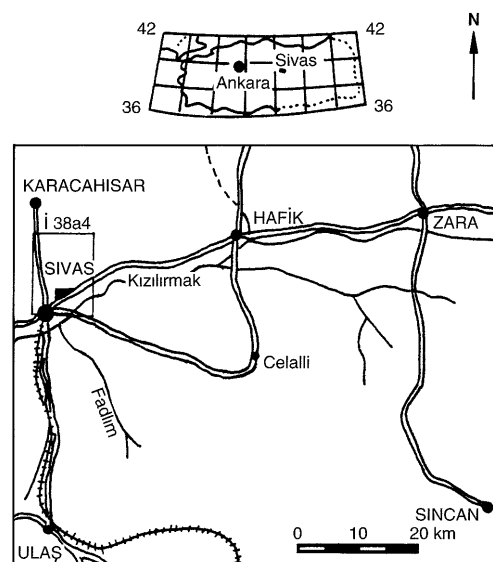 42
42
N
Sivas
Ankara
36
36
KARACAHISAR
İ 38a4
HAFİK
ZARA
SIVAS
Kızılırmak
Celalli
Fadlım
SINCAN
0 10 20 km
ULAŞ